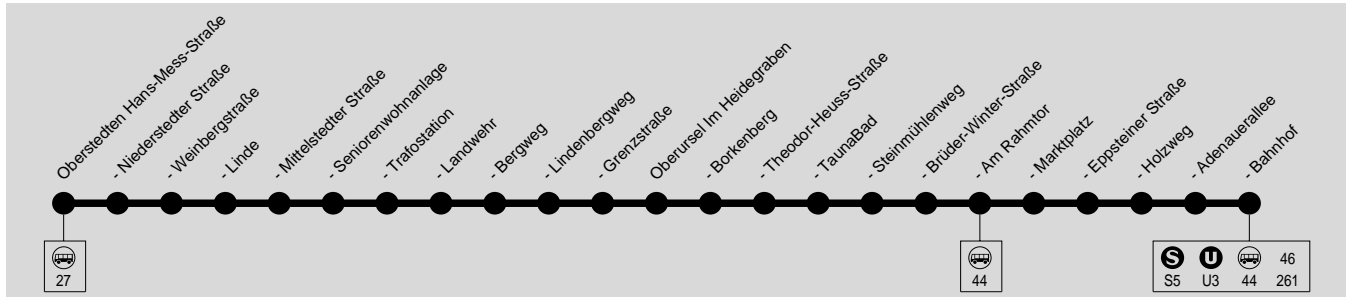 Oberstedten Hans-Mess-Straße
- Niederstedter Straße
- Weinbergstraße
- Linde
- Mittelstedter Straße
- Seniorenwohnanlage
- Trafostation
- Landwehr
- Bergweg
- Lindenbergweg
- Grenzstraße
Oberursel Im Heidegraben
- Borkenberg
- Theodor-Heuss-Straße
- TaunaBad
- Steinmühlenweg
- Brüder-Winter-Straße
- Am Rahmtor
- Marktplatz
- Eppsteiner Straße
- Holzweg
- Adenauerallee
- Bahnhof
27
44
S U 46
S5 U3 44 261